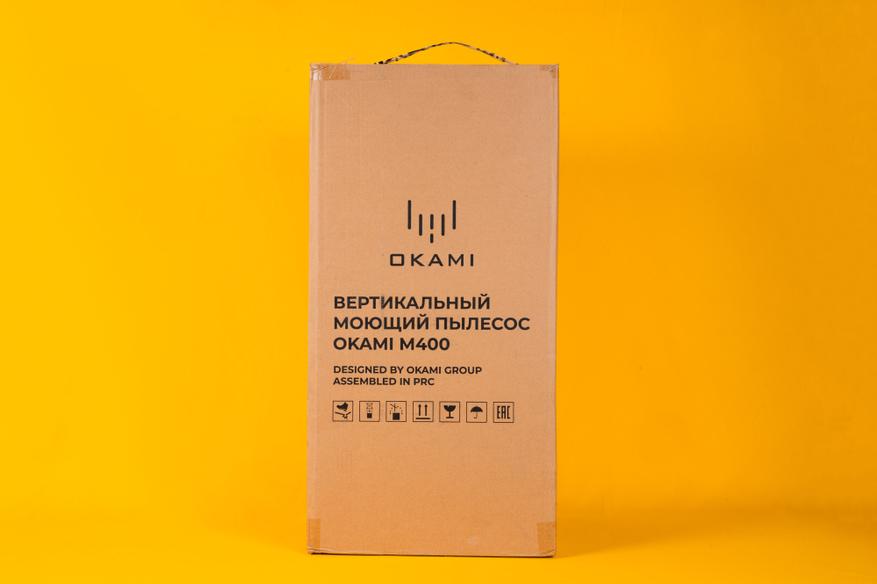 OKAMI
ВЕРТИКАЛЬНЫЙ
МОЮЩИЙ ПЫЛЕСОС
OKAMI M400
DESIGNED BY OKAMI GROUP
ASSEMBLED IN PRC
EAC